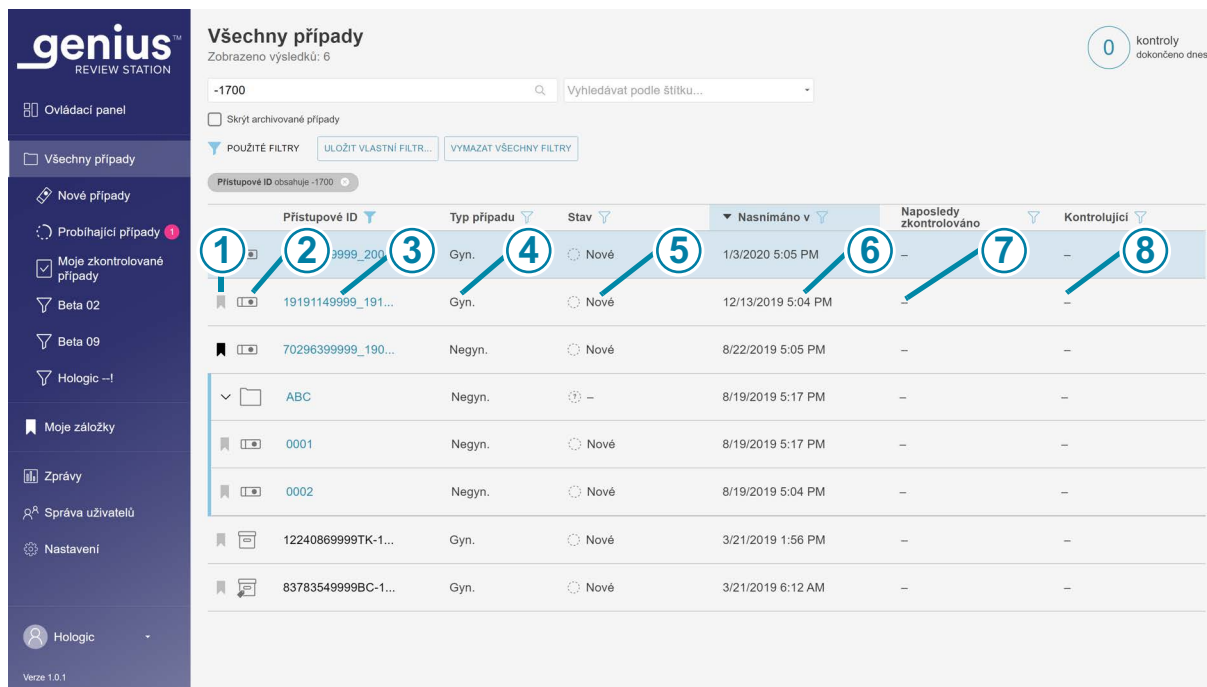 genius™
REVIEW STATION
Ovládací panel
Všechny případy
Nové případy
Probíhající případy 1
Moje zkontrolované
případy
Beta 02
Beta 09
Hologic --!
Moje záložky
Zprávy
Správa uživatelů
Nastavení
Hologic
Verze 1.0.1
Všechny případy
Zobrazeno výsledků: 6
0 kontroly
dokončeno dnes
-1700 Vyhledávat podle štítku...
Skrýt archivované případy
POUŽITÉ FILTRY ULOŽIT VLASTNÍ FILTR... VYMAZAT VŠECHNY FILTRY
Přístupové ID obsahuje -1700
Přístupové ID Typ případu Stav Nasnímáno v Naposledy zkontrolováno Kontrolující
1 2 3 4 5 6 7 8
9999_200 Gyn. Nové 1/3/2020 5:05 PM –
19191149999_191... Gyn. Nové 12/13/2019 5:04 PM – –
70296399999_190... Negyn. Nové 8/22/2019 5:05 PM – –
ABC Negyn. ? – 8/19/2019 5:17 PM – –
0001 Negyn. Nové 8/19/2019 5:17 PM – –
0002 Negyn. Nové 8/19/2019 5:04 PM – –
12240869999TK-1... Gyn. Nové 3/21/2019 1:56 PM – –
83783549999BC-1... Gyn. Nové 3/21/2019 6:12 AM – –